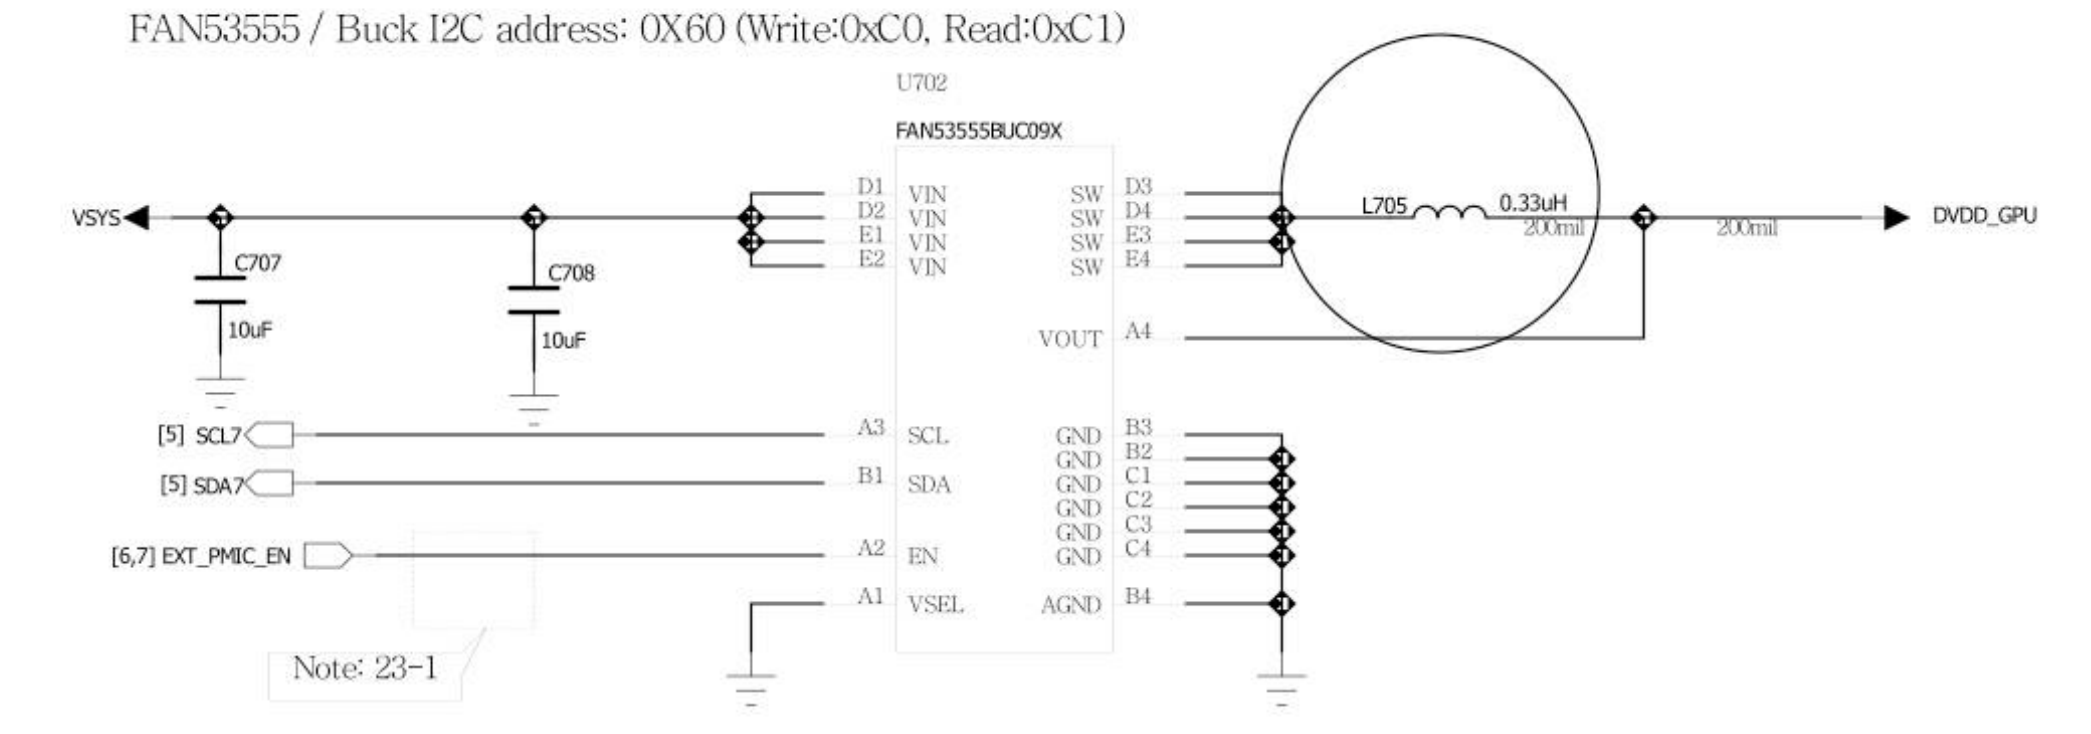 FAN53555 / Buck I2C address: 0X60 (Write:0xC0, Read:0xC1)
U702
FAN53555BUC09X
VSYS
C707
10uF
C708
10uF
D1 VIN
D2 VIN
E1 VIN
E2 VIN
SW D3
SW D4
SW E3
SW E4
L705
0.33uH
200mil
200mil
DVDD_GPU
VOUT A4
[5] SCL7
A3 SCL
[5] SDA7
B1 SDA
[6,7] EXT_PMIC_EN
A2 EN
A1 VSEL
GND B3
GND B2
GND C1
GND C2
GND C3
GND C4
AGND B4
Note: 23-1